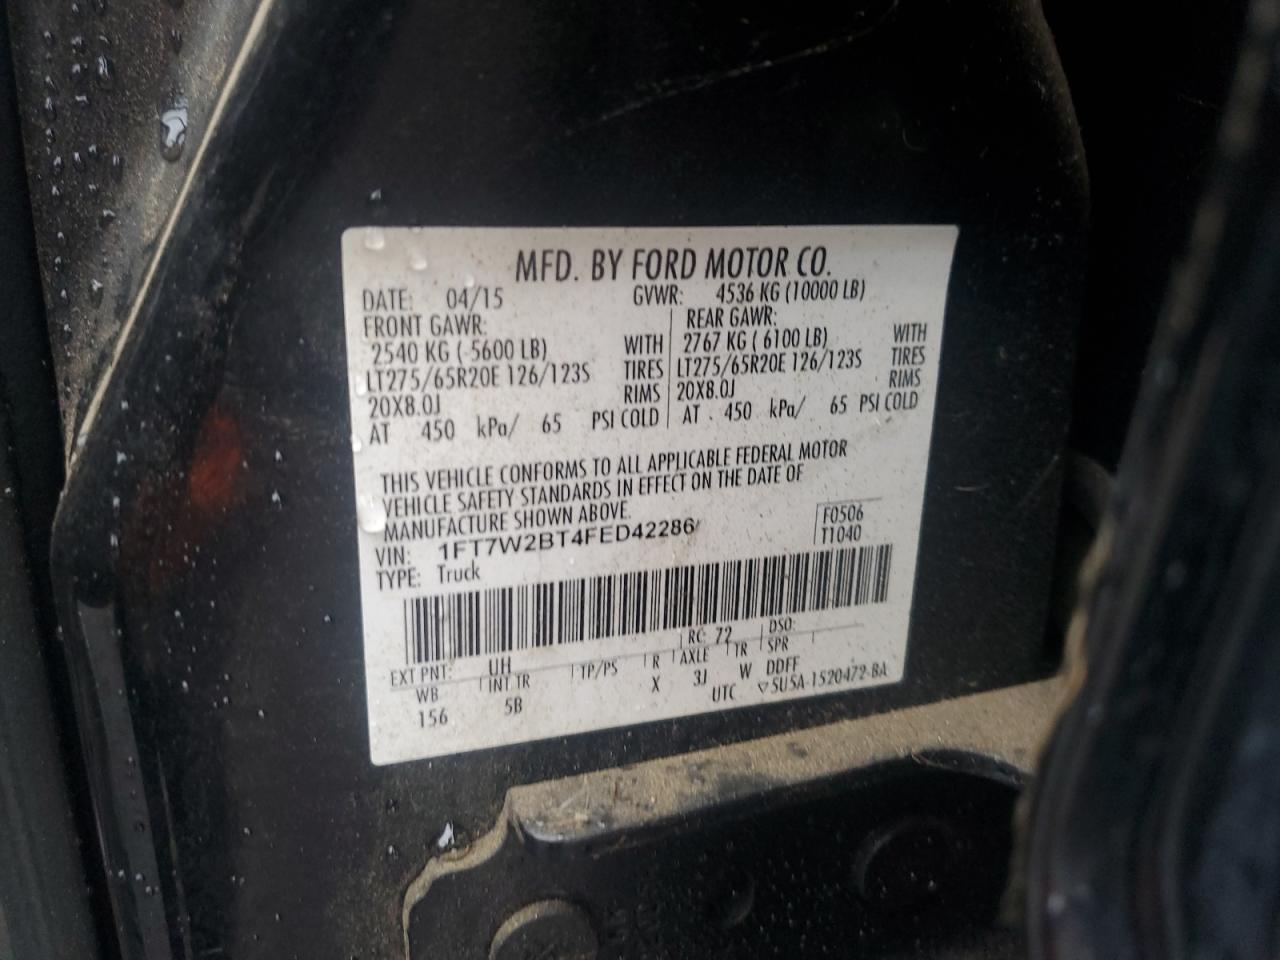 MFD. BY FORD MOTOR CO.
DATE: 04/15 GVWR: 4536 KG (10000 LB)
FRONT GAWR: REAR GAWR:
2540 KG ( 5600 LB) WITH 2767 KG ( 6100 LB) WITH
LT275/65R20E 126/123S TIRES LT275/65R20E 126/123S TIRES
20X8.0J RIMS 20X8.0J RIMS
AT 450 kPa/ 65 PSI COLD AT 450 kPa/ 65 PSI COLD
THIS VEHICLE CONFORMS TO ALL APPLICABLE FEDERAL MOTOR
VEHICLE SAFETY STANDARDS IN EFFECT ON THE DATE OF
MANUFACTURE SHOWN ABOVE.
VIN: 1FT7W2BT4FED42286 F0506
TYPE: Truck T1040
EXT PNT: UH RC: 72 DSO:
WB INT TR TP/PS R AXLE TR SPR
156 5B X 3J W DDFF
UTC ▽5U5A-1520472-BA